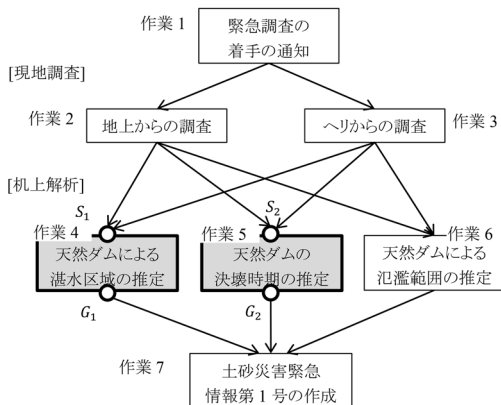 作業 1
緊急調査の
着手の通知
[現地調査]
作業 2
地上からの調査
ヘリからの調査
作業 3
[机上解析]
S1
S2
作業 4
天然ダムによる
湛水区域の推定
作業 5
天然ダムの
決壊時期の推定
作業 6
天然ダムによる
氾濫範囲の推定
G1
G2
作業 7
土砂災害緊急
情報第 1 号の作成